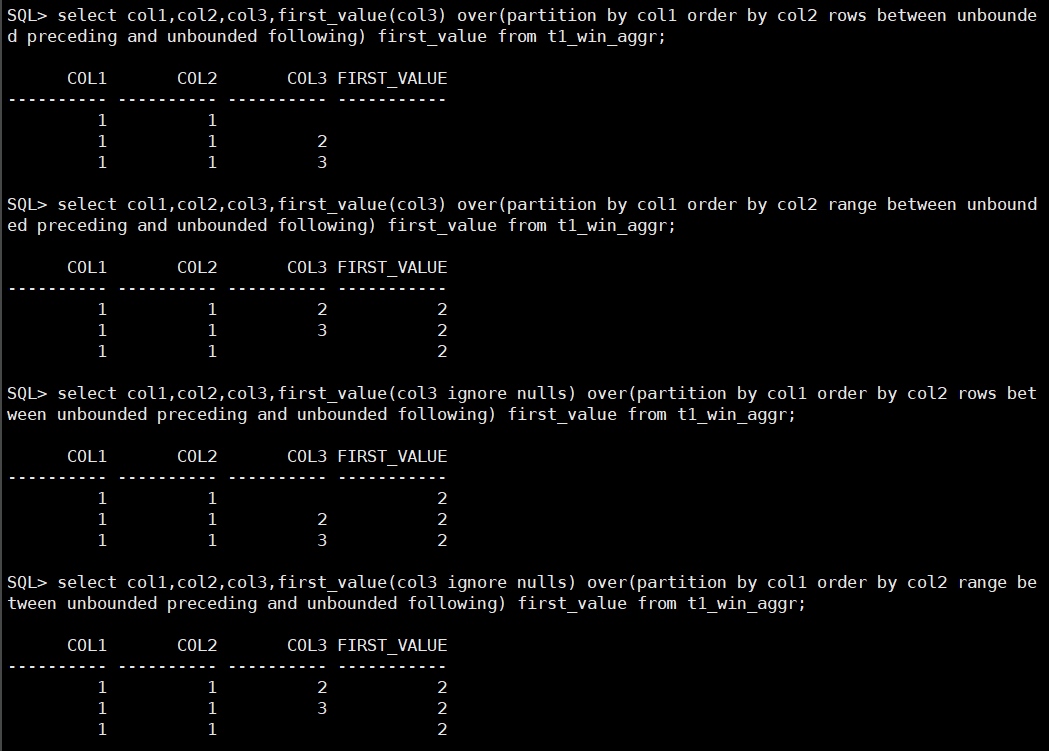 SQL> select col1,col2,col3,first_value(col3) over(partition by col1 order by col2 rows between unbounde
d preceding and unbounded following) first_value from t1_win_aggr;
COL1 COL2 COL3 FIRST_VALUE
---------- ---------- ---------- -----------
1 1
1 1 2
1 1 3
SQL> select col1,col2,col3,first_value(col3) over(partition by col1 order by col2 range between unbound
ed preceding and unbounded following) first_value from t1_win_aggr;
COL1 COL2 COL3 FIRST_VALUE
---------- ---------- ---------- -----------
1 1 2 2
1 1 3 2
1 1 2
SQL> select col1,col2,col3,first_value(col3 ignore nulls) over(partition by col1 order by col2 rows bet
ween unbounded preceding and unbounded following) first_value from t1_win_aggr;
COL1 COL2 COL3 FIRST_VALUE
---------- ---------- ---------- -----------
1 1 2
1 1 2 2
1 1 3 2
SQL> select col1,col2,col3,first_value(col3 ignore nulls) over(partition by col1 order by col2 range be
tween unbounded preceding and unbounded following) first_value from t1_win_aggr;
COL1 COL2 COL3 FIRST_VALUE
---------- ---------- ---------- -----------
1 1 2 2
1 1 3 2
1 1 2